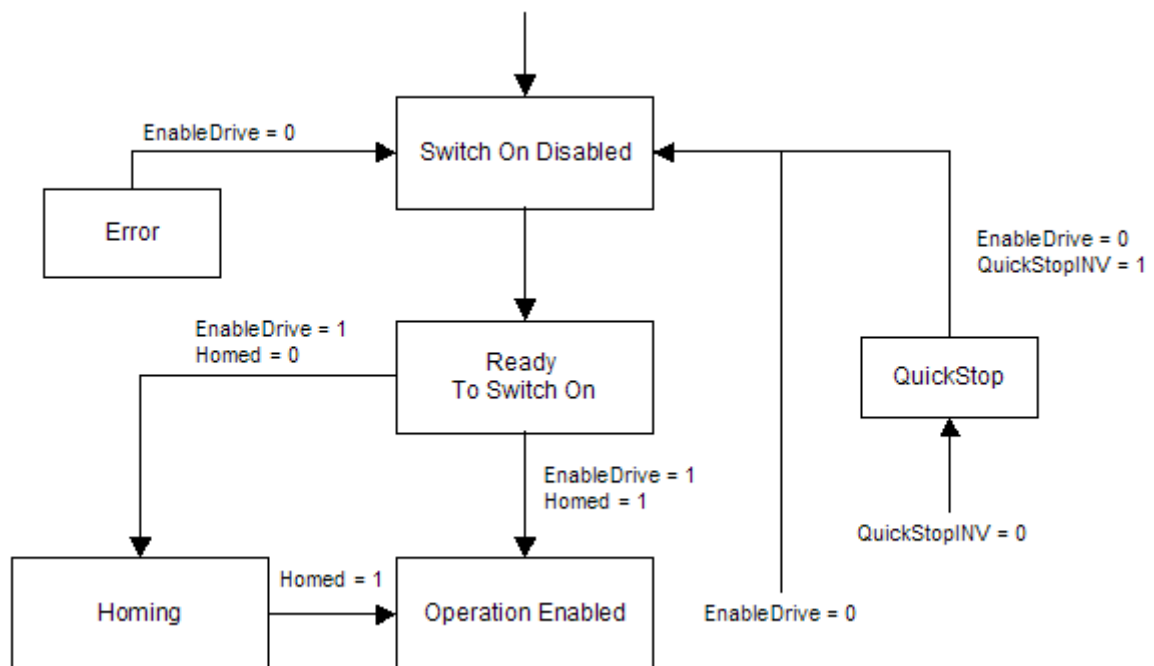 EnableDrive = 0
Switch On Disabled
Error
EnableDrive = 0
QuickStopINV = 1
EnableDrive = 1
Homed = 0
Ready
To Switch On
QuickStop
EnableDrive = 1
Homed = 1
QuickStopINV = 0
Homing
Homed = 1
Operation Enabled
EnableDrive = 0